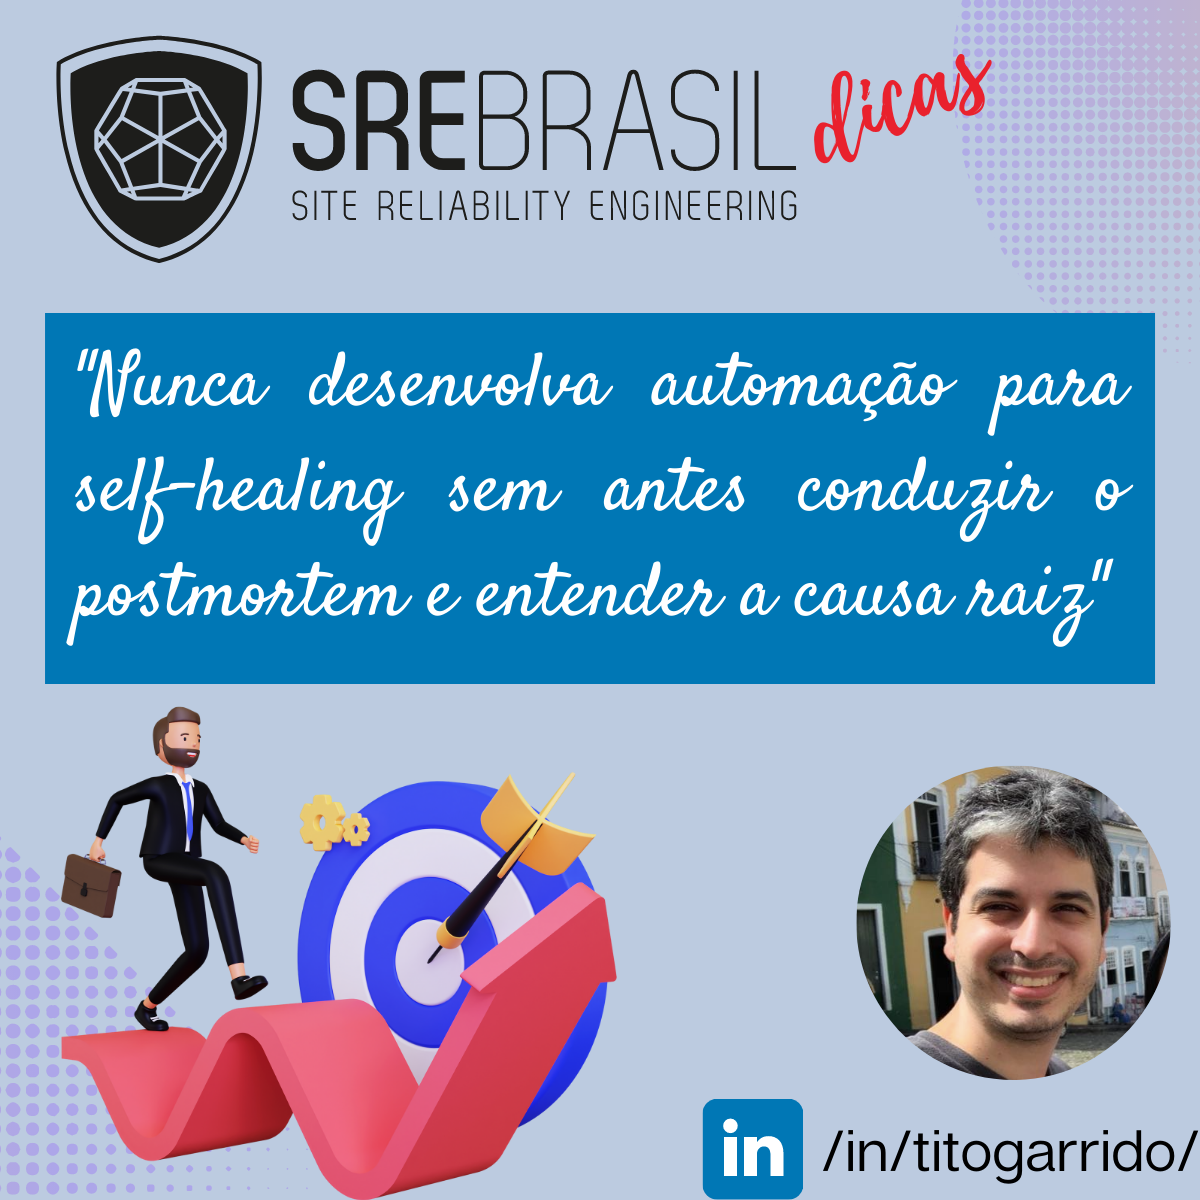 SREBRASIL dicas
SITE RELIABILITY ENGINEERING
"Nunca desenvolva automação para
self-healing sem antes conduzir o
postmortem e entender a causa raiz"
in /in/titogarrido/